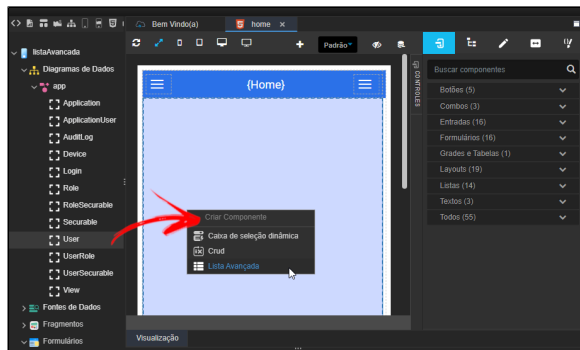 Bem Vindo(a)
home ×
Padrão
listaAvancada
Diagramas de Dados
app
Application
ApplicationUser
AuditLog
Device
Login
Role
RoleSecurable
Securable
User
UserRole
UserSecurable
View
Fontes de Dados
Fragmentos
Formulários
{Home}
Criar Componente
Caixa de seleção dinâmica
Crud
Lista Avançada
Visualização
CONTROLES
Buscar componentes
Botões (5)
Combos (3)
Entradas (16)
Formulários (16)
Grades e Tabelas (1)
Layouts (19)
Listas (14)
Textos (3)
Todos (55)